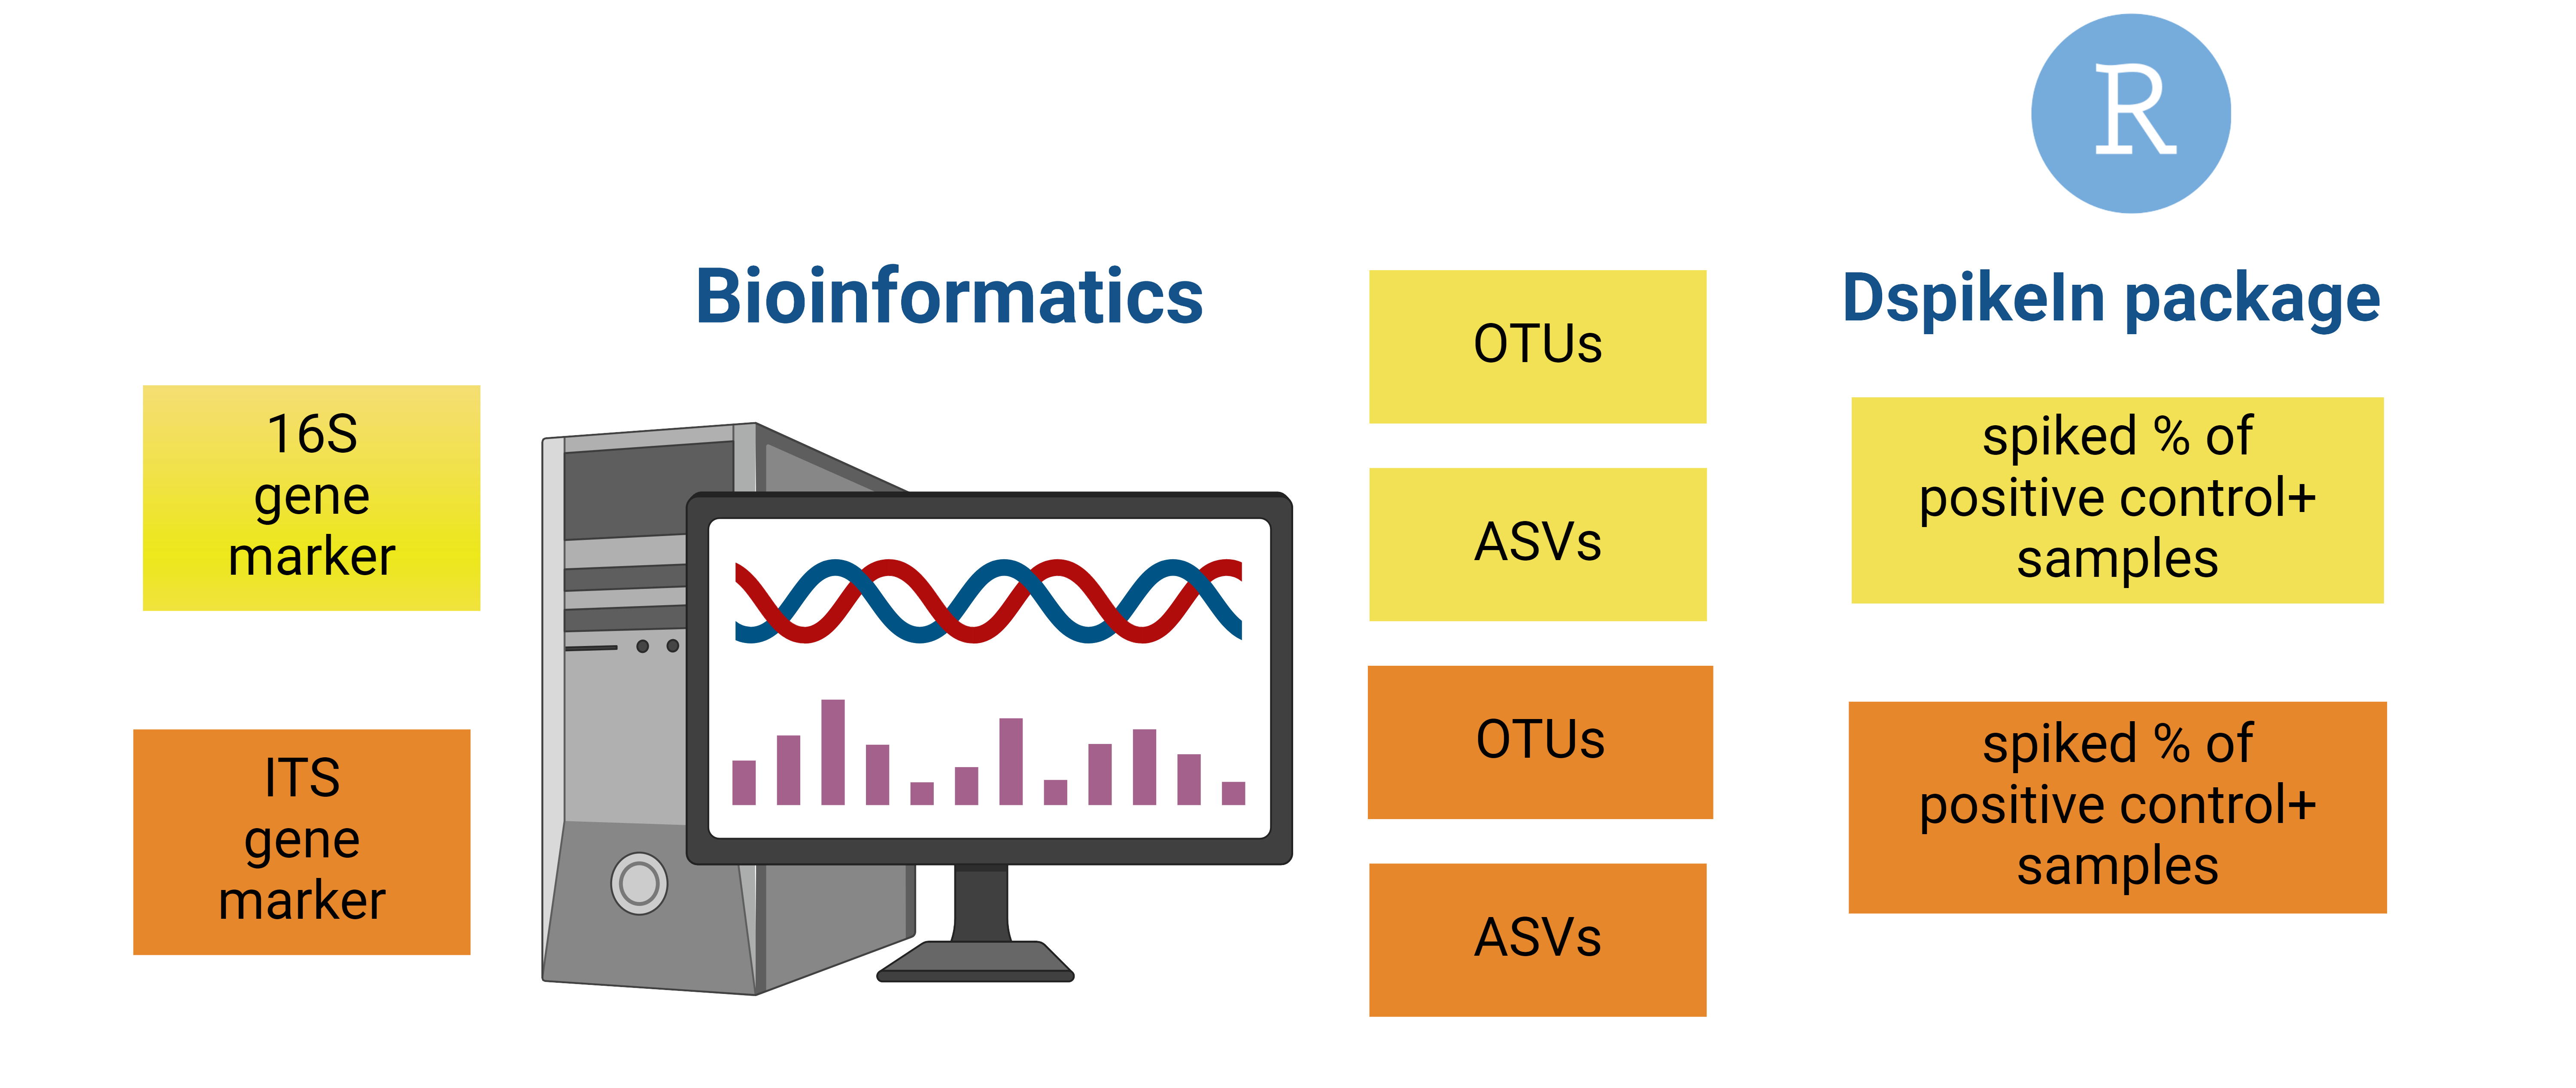 R
Bioinformatics
DspikeIn package
16S
gene
marker
ITS
gene
marker
OTUs
ASVs
OTUs
ASVs
spiked % of
positive control+
samples
spiked % of
positive control+
samples